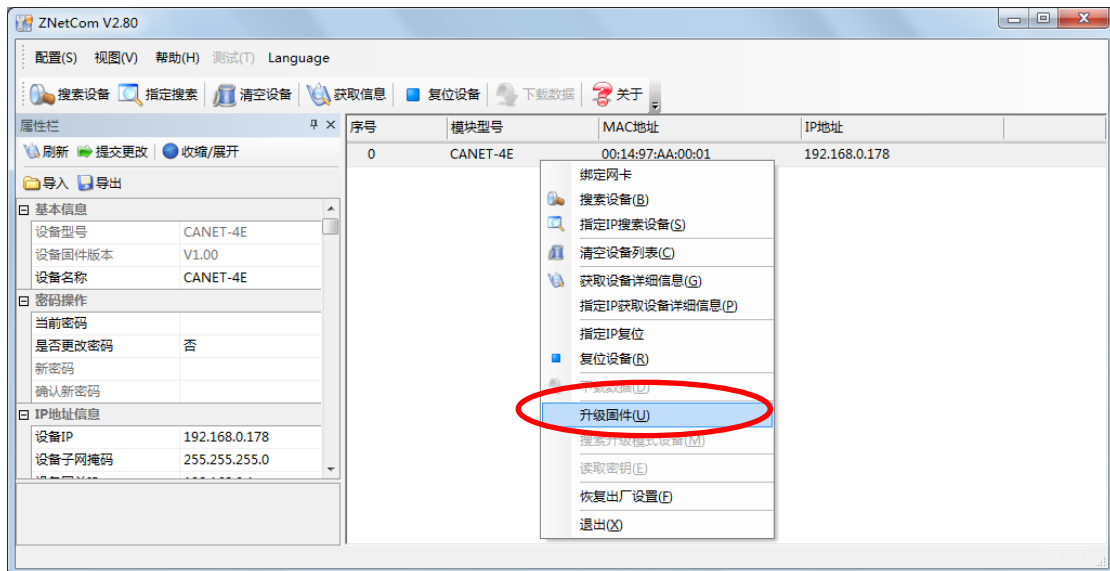 ZNetCom V2.80
配置(S) 视图(V) 帮助(H) 测试(T) Language
搜索设备 指定搜索 清空设备 获取信息 复位设备 下载数据 关于
属性栏
刷新 提交更改 收缩/展开
导入 导出
基本信息
设备型号 CANET-4E
设备固件版本 V1.00
设备名称 CANET-4E
密码操作
当前密码
是否更改密码 否
新密码
确认新密码
IP地址信息
设备IP 192.168.0.178
设备子网掩码 255.255.255.0
序号 模块型号 MAC地址 IP地址
0 CANET-4E 00:14:97:AA:00:01 192.168.0.178
绑定网卡
搜索设备(B)
指定IP搜索设备(S)
清空设备列表(C)
获取设备详细信息(G)
指定IP获取设备详细信息(P)
指定IP复位
复位设备(R)
下载数据(D)
升级固件(U)
搜索升级模式设备(M)
读取密钥(E)
恢复出厂设置(F)
退出(X)